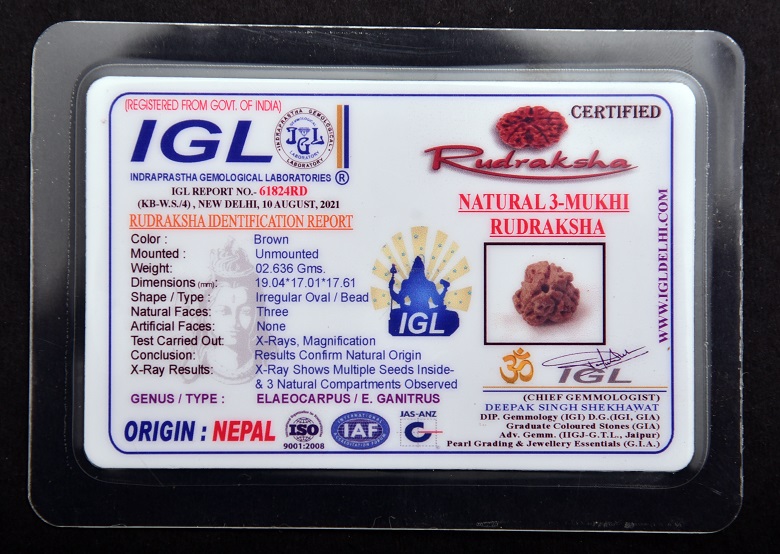 (REGISTERED FROM GOVT. OF INDIA)
IGL
INDRAPRASTHA GEMOLOGICAL LABORATORY
IGL
INDRAPRASTHA GEMOLOGICAL LABORATORIES ®
IGL REPORT NO.- 61824RD
(KB-W.S./4) , NEW DELHI, 10 AUGUST, 2021
RUDRAKSHA IDENTIFICATION REPORT
Color : Brown
Mounted : Unmounted
Weight: 02.636 Gms.
Dimensions (mm): 19.04*17.01*17.61
Shape / Type : Irregular Oval / Bead
Natural Faces: Three
Artificial Faces: None
Test Carried Out: X-Rays, Magnification
Conclusion: Results Confirm Natural Origin
X-Ray Results: X-Ray Shows Multiple Seeds Inside-
& 3 Natural Compartments Observed
GENUS / TYPE : ELAEOCARPUS / E. GANITRUS
ORIGIN : NEPAL
ISO
9001:2008
INTERNATIONAL
IAF
JAS-ANZ
IGL
CERTIFIED
Rudraksha
NATURAL 3-MUKHI
RUDRAKSHA
WWW.IGLDELHI.COM
ॐ
IGL
(CHIEF GEMMOLOGIST)
DEEPAK SINGH SHEKHAWAT
DIP. Gemmology (IGI) D.G.(IGI, GIA)
Graduate Coloured Stones (GIA)
Adv. Gemm. (IIGJ-G.T.L., Jaipur)
Pearl Grading & Jewellery Essentials (G.I.A.)